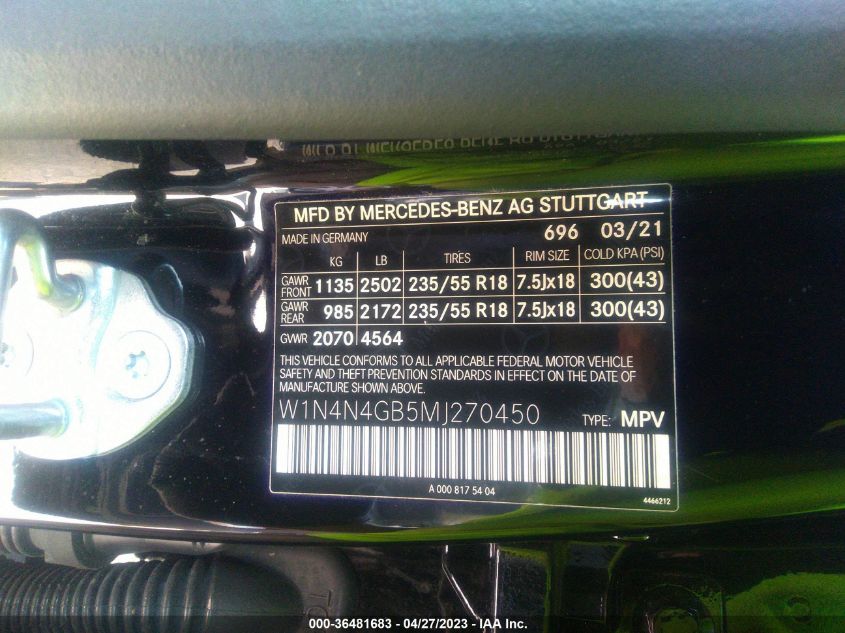 MFD BY MERCEDES-BENZ AG STUTTGART
MADE IN GERMANY 696 03/21
KG LB TIRES RIM SIZE COLD KPA (PSI)
GAWR FRONT 1135 2502 235/55 R18 7.5Jx18 300(43)
GAWR REAR 985 2172 235/55 R18 7.5Jx18 300(43)
GVWR 2070 4564
THIS VEHICLE CONFORMS TO ALL APPLICABLE FEDERAL MOTOR VEHICLE
SAFETY AND THEFT PREVENTION STANDARDS IN EFFECT ON THE DATE OF
MANUFACTURE SHOWN ABOVE.
W1N4N4GB5MJ270450 TYPE: MPV
A 000 817 54 04
4466212
000-36481683 - 04/27/2023 - IAA Inc.